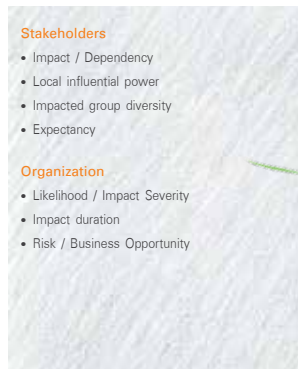 Stakeholders
• Impact / Dependency
• Local influential power
• Impacted group diversity
• Expectancy
Organization
• Likelihood / Impact Severity
• Impact duration
• Risk / Business Opportunity